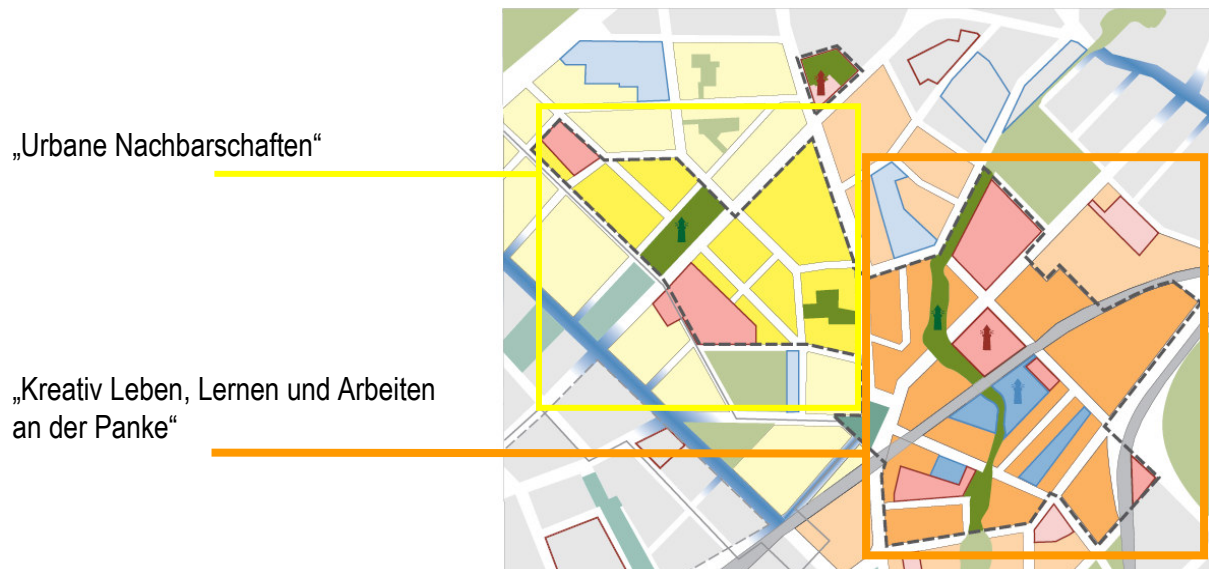 „Urbane Nachbarschaften“
„Kreativ Leben, Lernen und Arbeiten
an der Panke“